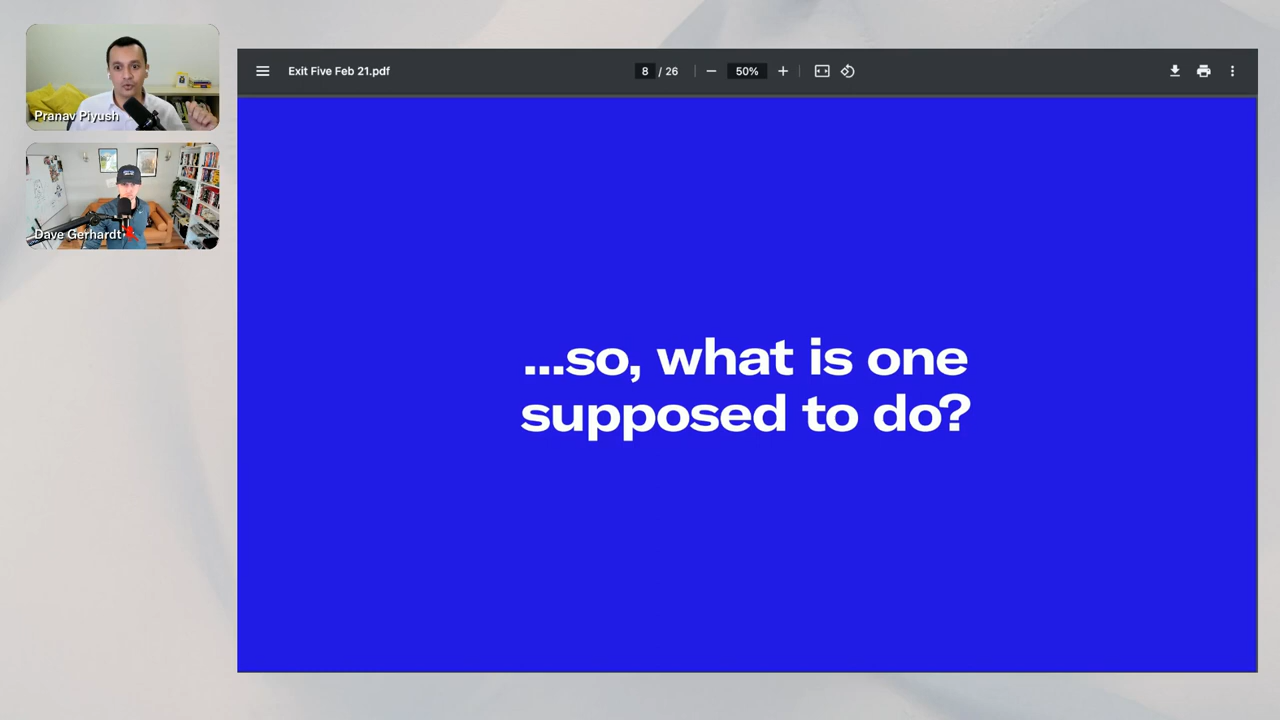 Pranav Piyush
Dave Gerhardt
Exit Five Feb 21.pdf
8 / 26
50%
...so, what is one
supposed to do?